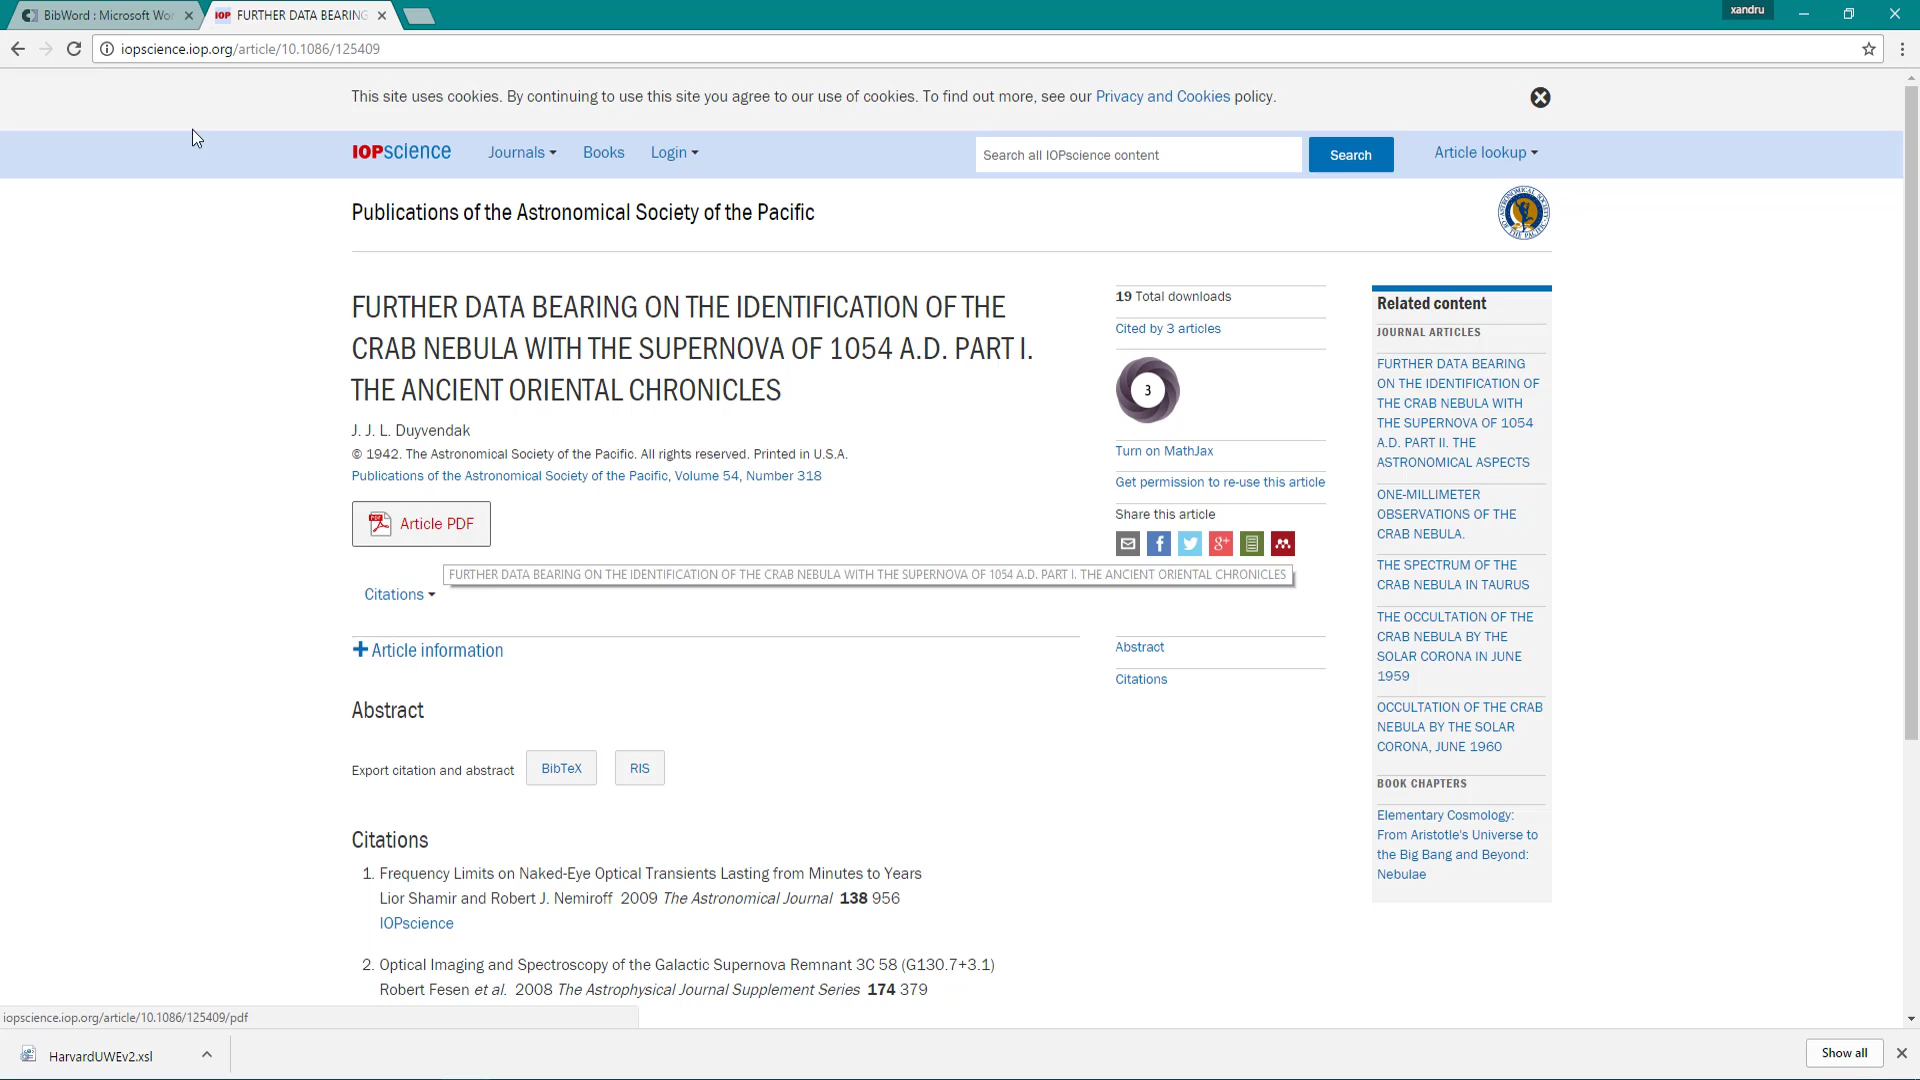 BibWord : Microsoft Wor
IOP FURTHER DATA BEARING
xandru
iopscience.iop.org/article/10.1086/125409
This site uses cookies. By continuing to use this site you agree to our use of cookies. To find out more, see our Privacy and Cookies policy.
IOPscience Journals Books Login Search all IOPscience content Search Article lookup
Publications of the Astronomical Society of the Pacific
FURTHER DATA BEARING ON THE IDENTIFICATION OF THE
CRAB NEBULA WITH THE SUPERNOVA OF 1054 A.D. PART I.
THE ANCIENT ORIENTAL CHRONICLES
J. J. L. Duyvendak
© 1942. The Astronomical Society of the Pacific. All rights reserved. Printed in U.S.A.
Publications of the Astronomical Society of the Pacific, Volume 54, Number 318
PDF Article PDF
FURTHER DATA BEARING ON THE IDENTIFICATION OF THE CRAB NEBULA WITH THE SUPERNOVA OF 1054 A.D. PART I. THE ANCIENT ORIENTAL CHRONICLES
Citations
+ Article information
Abstract
Export citation and abstract BibTeX RIS
Citations
1. Frequency Limits on Naked-Eye Optical Transients Lasting from Minutes to Years
Lior Shamir and Robert J. Nemiroff 2009 The Astronomical Journal 138 956
IOPscience
2. Optical Imaging and Spectroscopy of the Galactic Supernova Remnant 3C 58 (G130.7+3.1)
Robert Fesen et al. 2008 The Astrophysical Journal Supplement Series 174 379
19 Total downloads
Cited by 3 articles
3
Turn on MathJax
Get permission to re-use this article
Share this article
Abstract
Citations
Related content
JOURNAL ARTICLES
FURTHER DATA BEARING
ON THE IDENTIFICATION OF
THE CRAB NEBULA WITH
THE SUPERNOVA OF 1054
A.D. PART II. THE
ASTRONOMICAL ASPECTS
ONE-MILLIMETER
OBSERVATIONS OF THE
CRAB NEBULA.
THE SPECTRUM OF THE
CRAB NEBULA IN TAURUS
THE OCCULTATION OF THE
CRAB NEBULA BY THE
SOLAR CORONA IN JUNE
1959
OCCULTATION OF THE CRAB
NEBULA BY THE SOLAR
CORONA, JUNE 1960
BOOK CHAPTERS
Elementary Cosmology:
From Aristotle's Universe to
the Big Bang and Beyond:
Nebulae
iopscience.iop.org/article/10.1086/125409/pdf
HarvardUWEv2.xsl
Show all